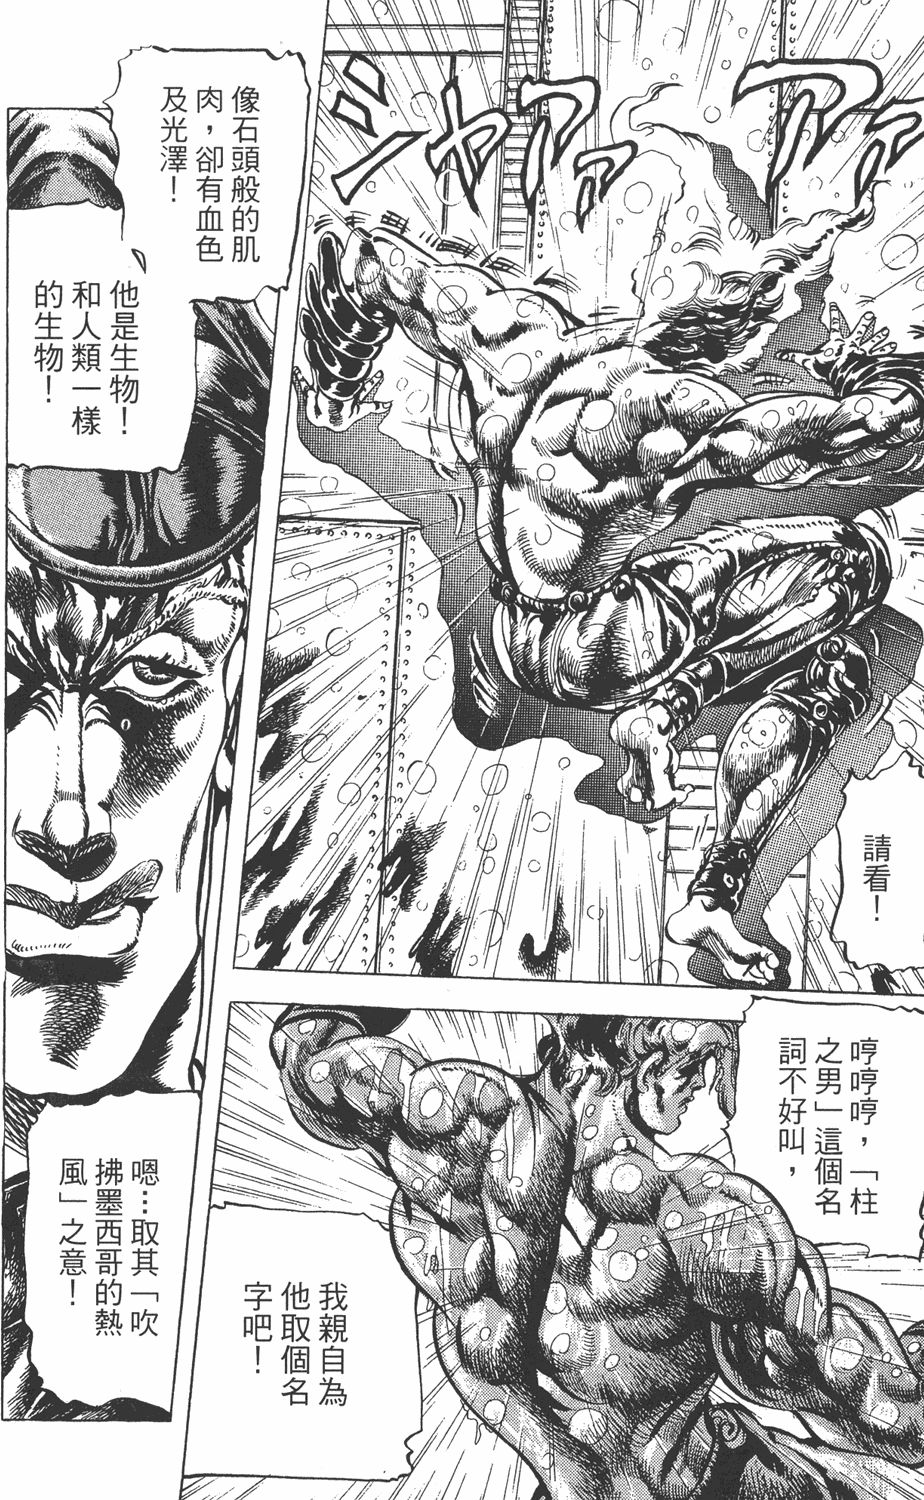 シャアアアア
請看！
哼哼哼，「柱
之男」這個名
詞不好叫，
我親自為
他取個名
字吧！
像石頭般的肌
肉，卻有血色
及光澤！
他是生物！
和人類一樣
的生物！
嗯…取其「吹
拂墨西哥的熱
風」之意！